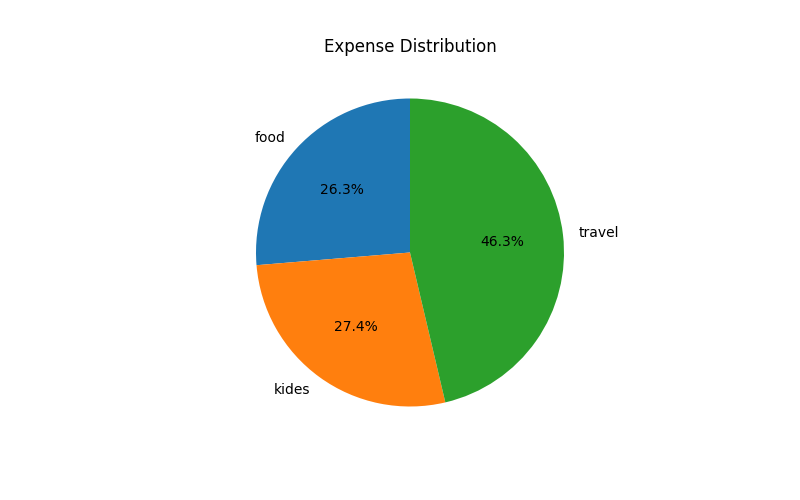 Expense Distribution
food
26.3%
46.3%
travel
27.4%
kides